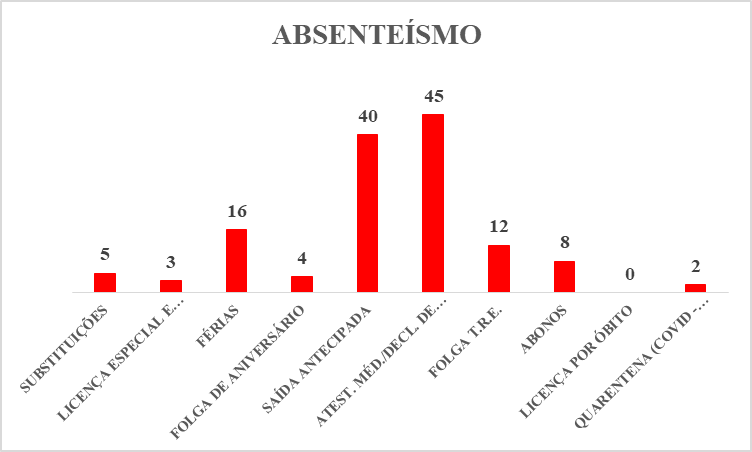 ABSENTEÍSMO
5
3
16
4
40
45
12
8
0
2
SUBSTITUIÇÕES
LICENÇA ESPECIAL E...
FÉRIAS
FOLGA DE ANIVERSÁRIO
SAÍDA ANTECIPADA
ATEST. MÉD./DECL. DE...
FOLGA T.R.E.
ABONOS
LICENÇA POR ÓBITO
QUARENTENA (COVID -...